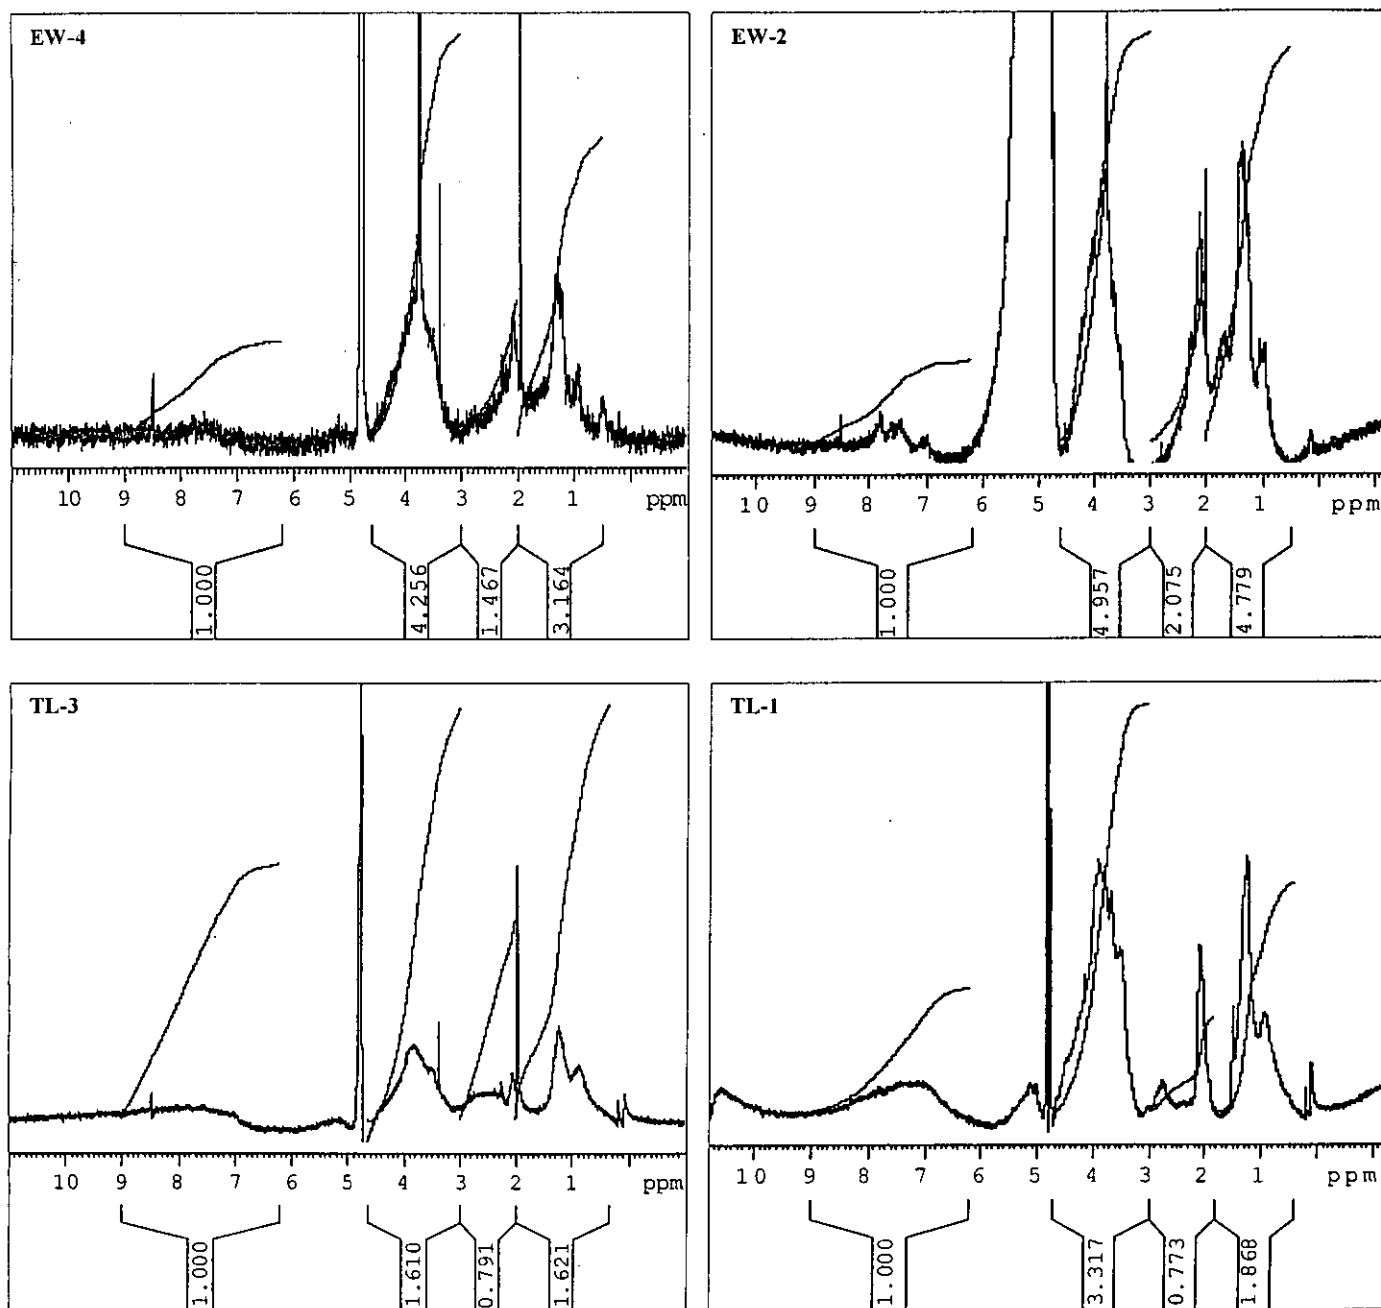 EW-4
10 9 8 7 6 5 4 3 2 1 ppm
1.000 4.256 1.467 3.164
EW-2
10 9 8 7 6 5 4 3 2 1 ppm
1.000 4.957 2.075 4.779
TL-3
10 9 8 7 6 5 4 3 2 1 ppm
1.000 1.610 0.791 1.621
TL-1
10 9 8 7 6 5 4 3 2 1 ppm
1.000 3.317 0.773 1.868